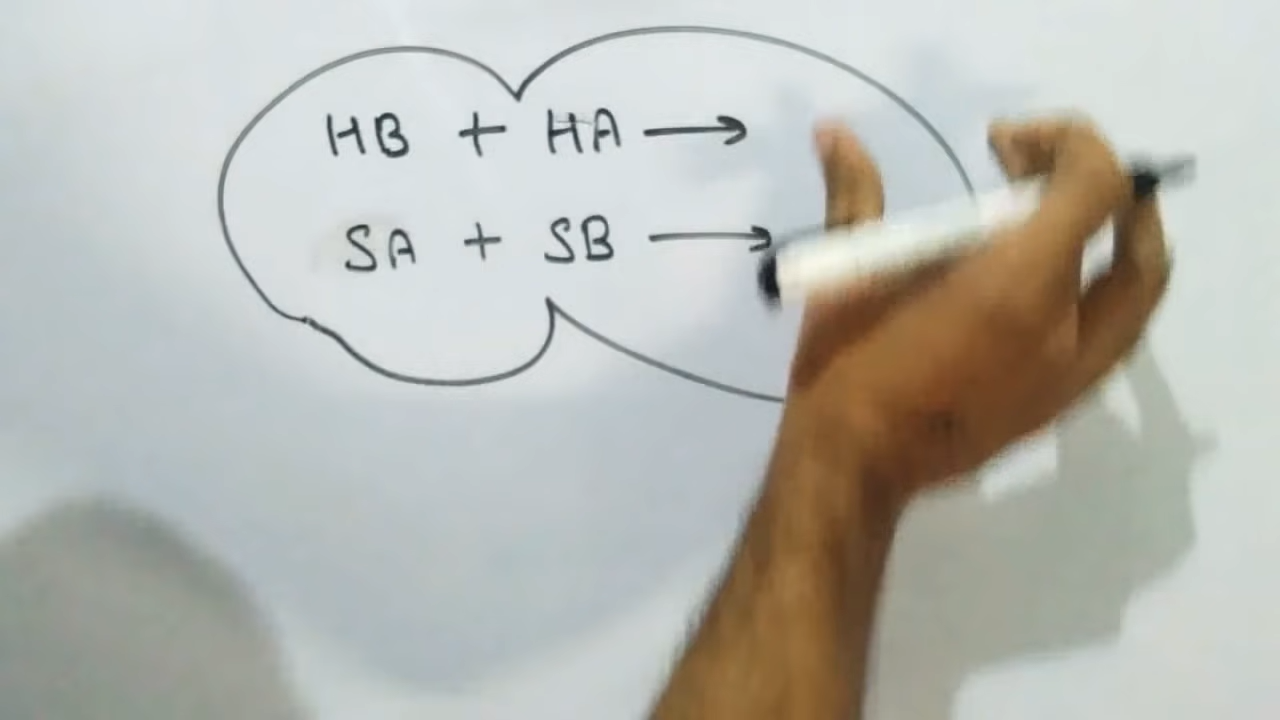 HB + HA →
SA + SB →